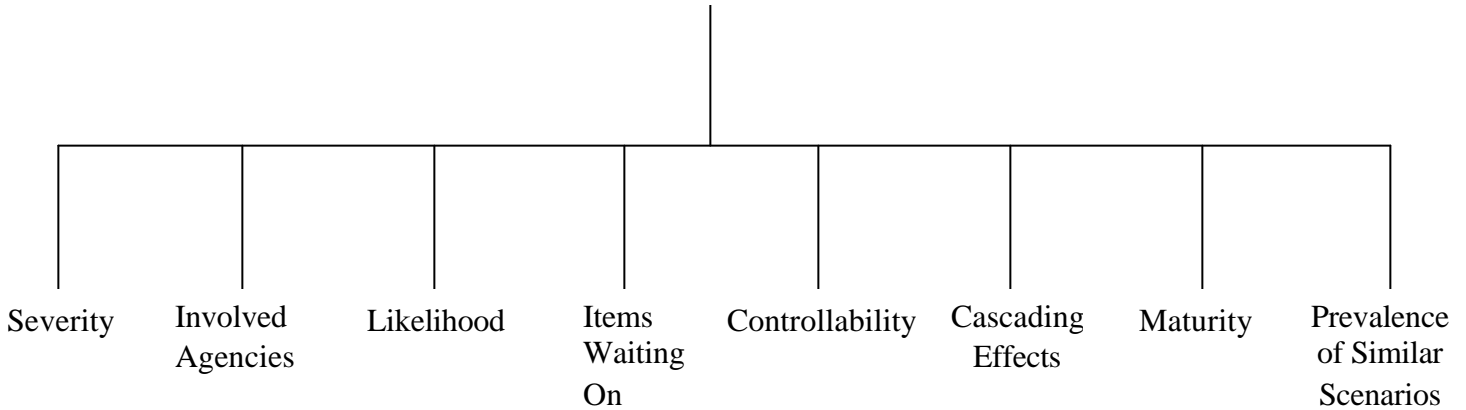 Severity
Involved
Agencies
Likelihood
Items
Waiting
On
Controllability
Cascading
Effects
Maturity
Prevalence
of Similar
Scenarios